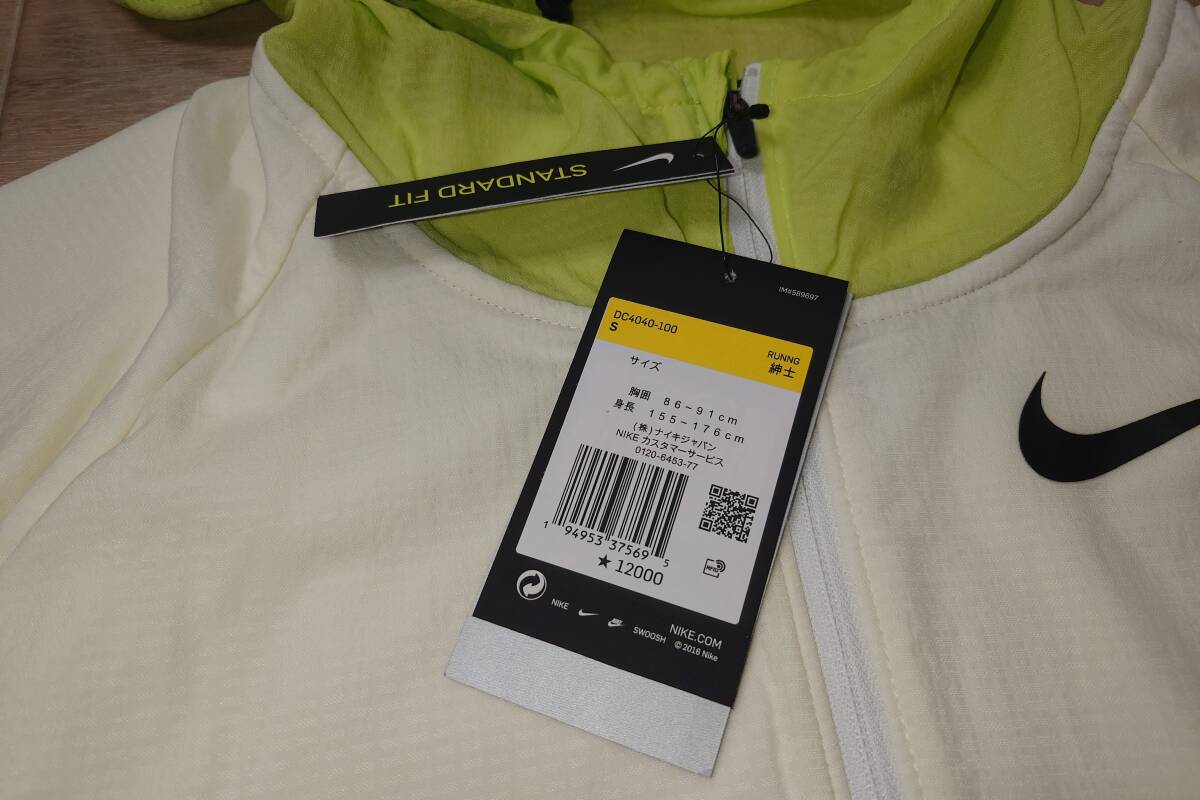 STANDARD FIT
IM#589697
DC4040-100
S
RUNNG
紳士
サイズ
胸囲 86~91cm
身長 155~176cm
(株)ナイキジャパン
NIKE カスタマーサービス
0120-6453-77
1 94953 37569 5
★12000
RFID
NIKE
SWOOSH
NIKE.COM
©2016 Nike